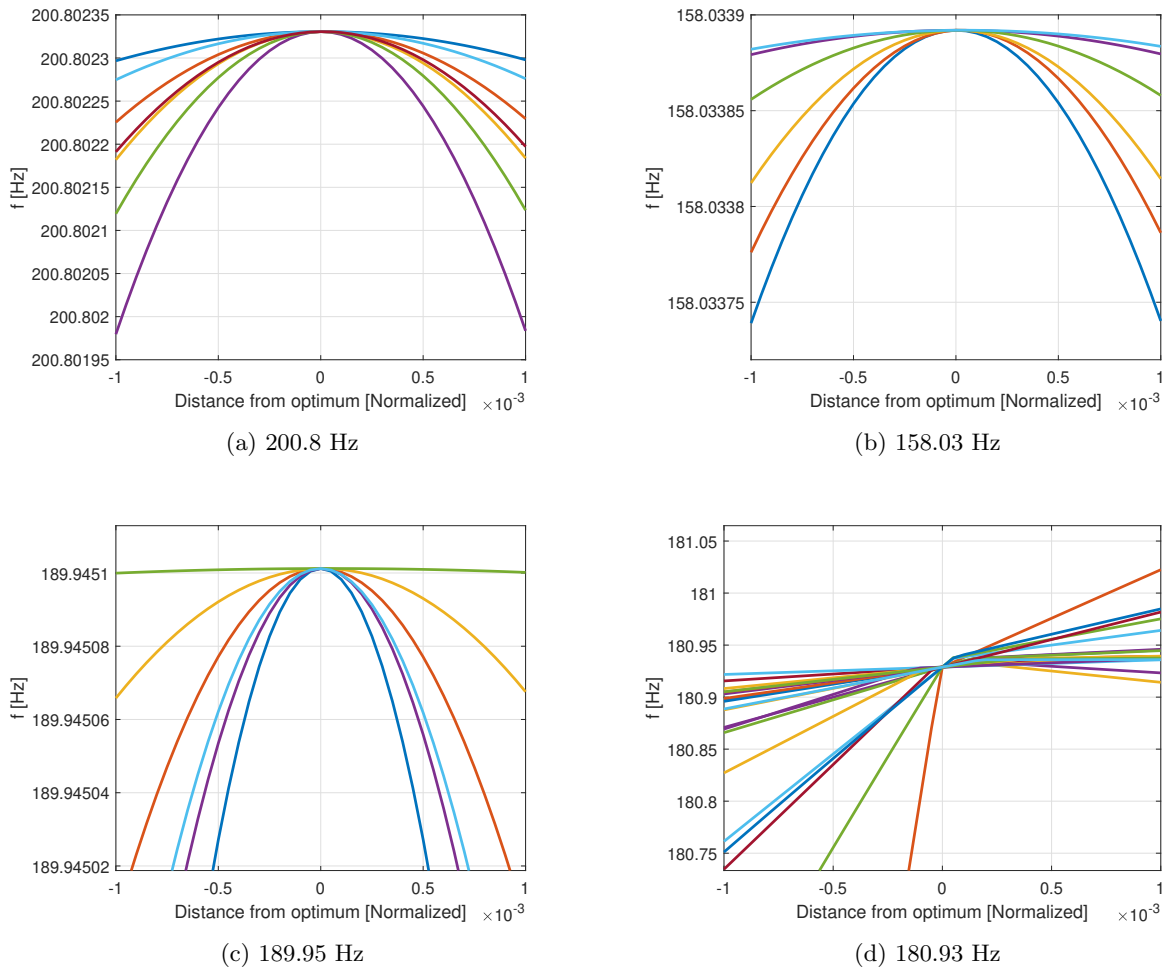 200.80235
200.8023
200.80225
200.8022
200.80215
200.8021
200.80205
200.802
200.80195
f [Hz]
-1 -0.5 0 0.5 1
Distance from optimum [Normalized] ×10-3
(a) 200.8 Hz
158.0339
158.03385
158.0338
158.03375
f [Hz]
-1 -0.5 0 0.5 1
Distance from optimum [Normalized] ×10-3
(b) 158.03 Hz
189.9451
189.94508
189.94506
189.94504
189.94502
f [Hz]
-1 -0.5 0 0.5 1
Distance from optimum [Normalized] ×10-3
(c) 189.95 Hz
181.05
181
180.95
180.9
180.85
180.8
180.75
f [Hz]
-1 -0.5 0 0.5 1
Distance from optimum [Normalized] ×10-3
(d) 180.93 Hz